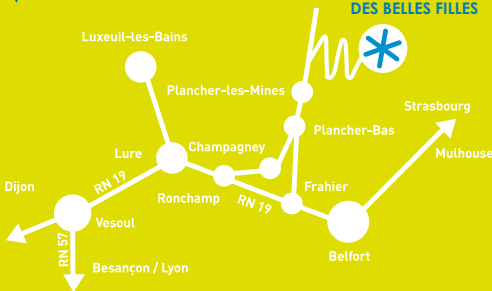 DES BELLES FILLES
Luxeuil-les-Bains
Plancher-les-Mines
Strasbourg
Plancher-Bas
Mulhouse
Lure
Champagney
RN 19
Dijon
Ronchamp
RN 19
Frahier
Vesoul
RN 57
Belfort
Besançon / Lyon